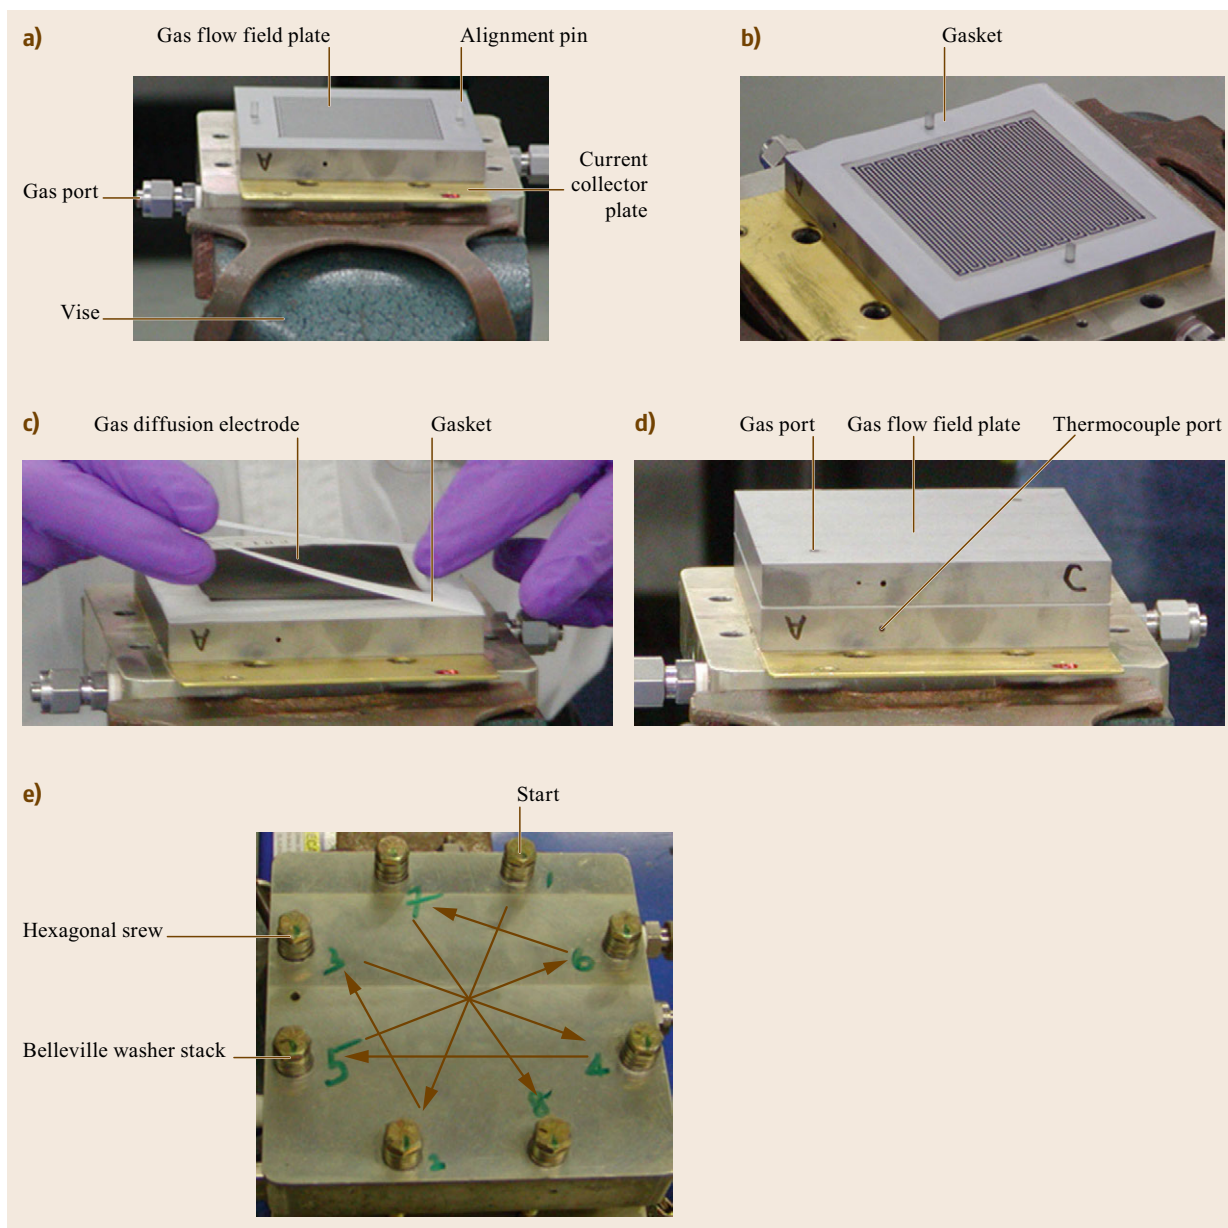 a)
Gas flow field plate
Alignment pin
Gas port
Current
collector
plate
Vise
A
b)
Gasket
A
c)
Gas diffusion electrode
Gasket
A
d)
Gas port
Gas flow field plate
Thermocouple port
C
A
e)
Start
Hexagonal srew
Belleville washer stack
1
7
3
6
5
4
8
2